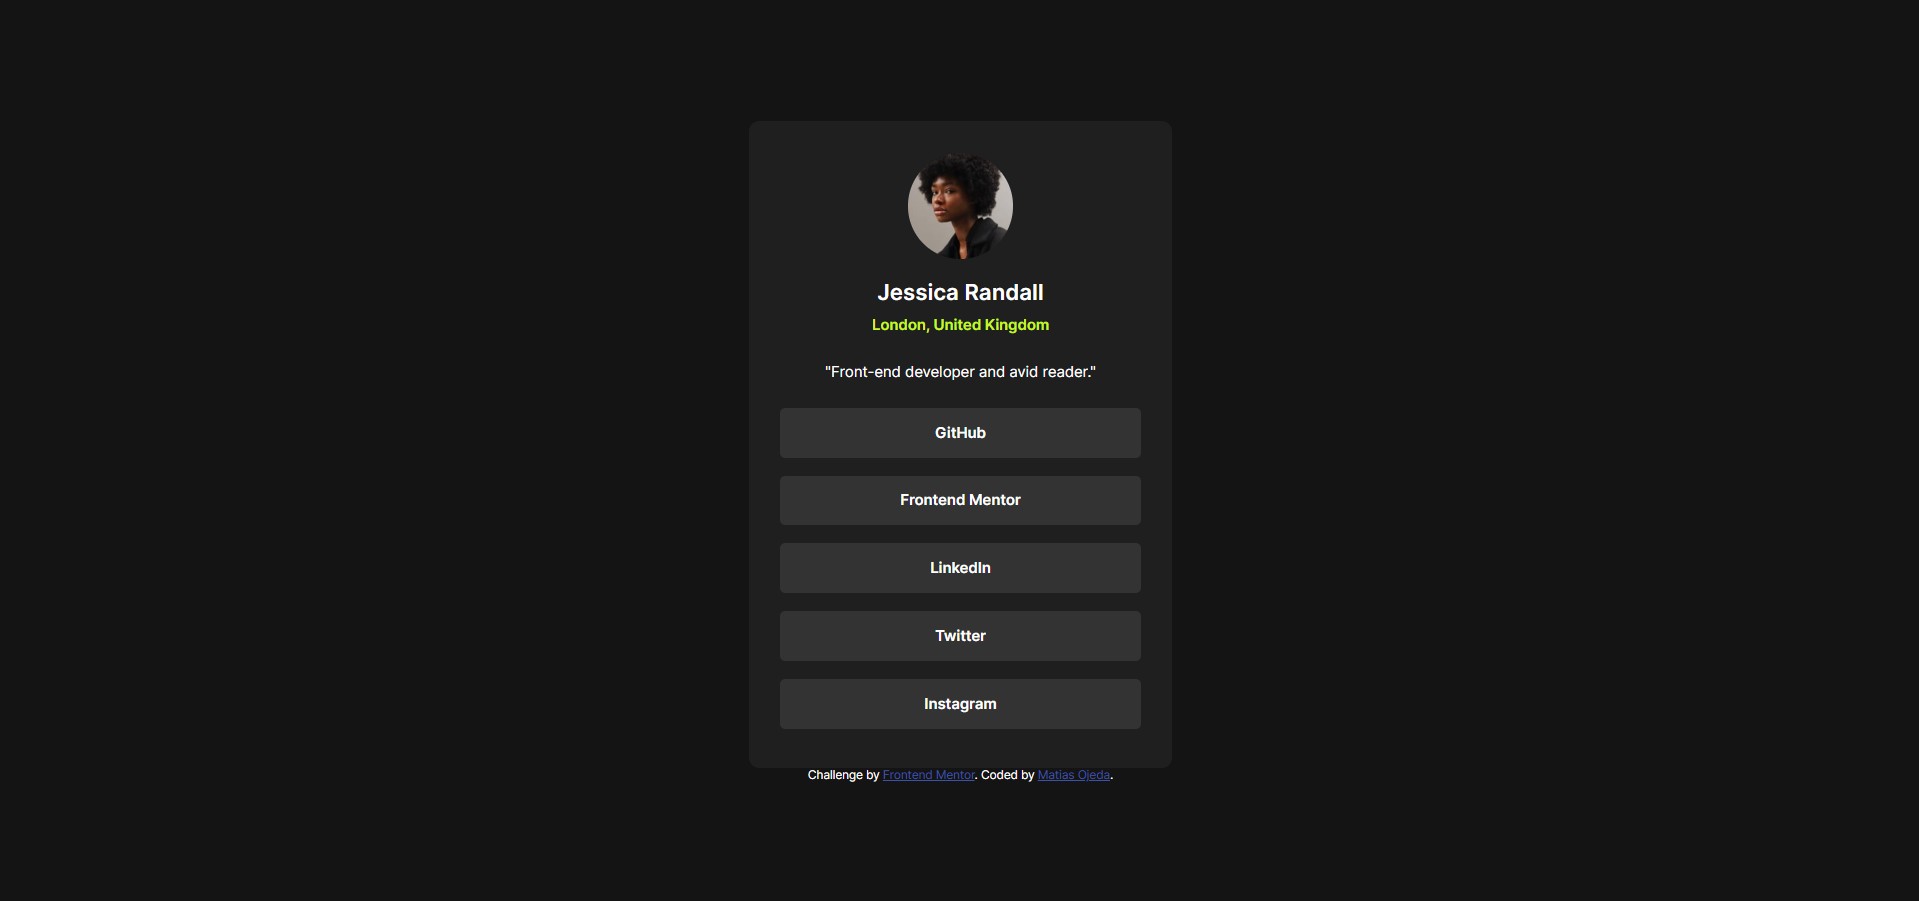 Jessica Randall
London, United Kingdom
"Front-end developer and avid reader."
GitHub
Frontend Mentor
LinkedIn
Twitter
Instagram
Challenge by Frontend Mentor. Coded by Matias Ojeda.